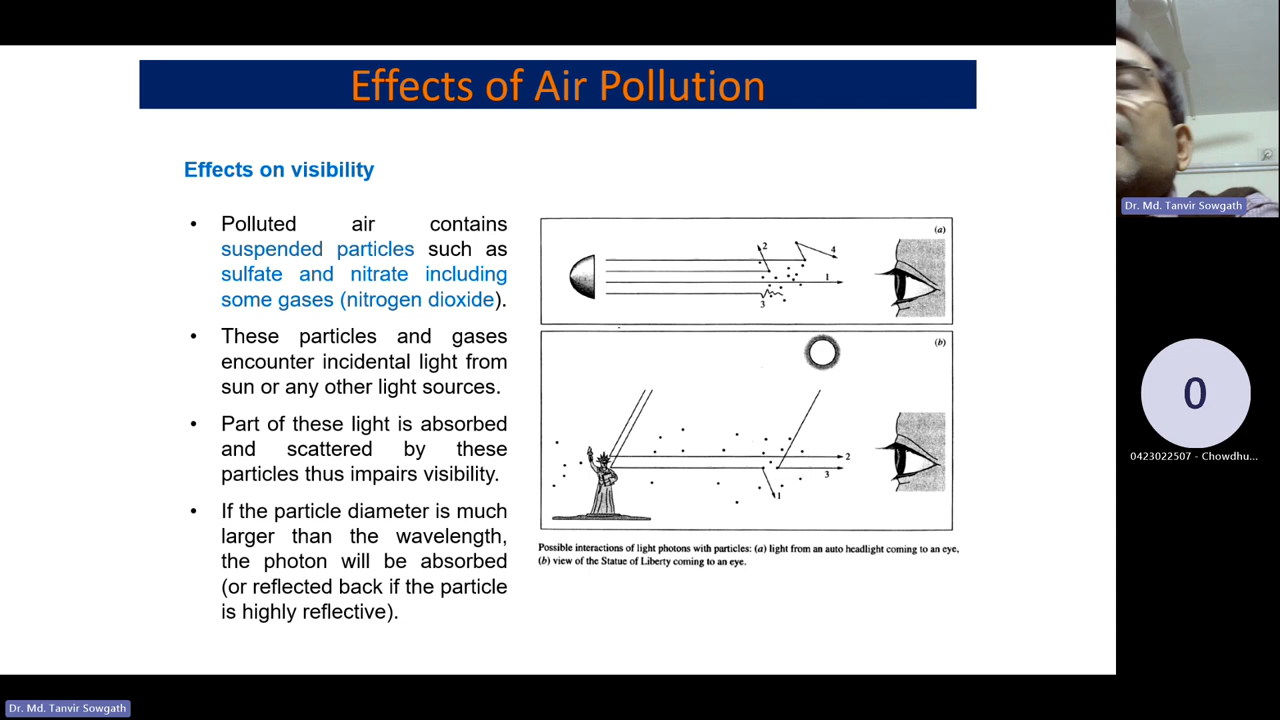 Effects of Air Pollution
Effects on visibility
• Polluted air contains
suspended particles such as
sulfate and nitrate including
some gases (nitrogen dioxide).
• These particles and gases
encounter incidental light from
sun or any other light sources.
• Part of these light is absorbed
and scattered by these
particles thus impairs visibility.
• If the particle diameter is much
larger than the wavelength,
the photon will be absorbed
(or reflected back if the particle
is highly reflective).
(a)
2
4
1
3
(b)
2
3
1
Possible interactions of light photons with particles: (a) light from an auto headlight coming to an eye,
(b) view of the Statue of Liberty coming to an eye.
Dr. Md. Tanvir Sowgath
0
0423022507 - Chowdhu...
Dr. Md. Tanvir Sowgath